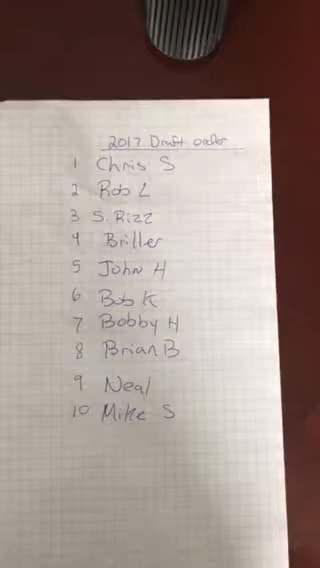 2017 Draft order
1 Chris S
2 Rob L
3 S. Rizz
4 Briller
5 John H
6 Bob K
7 Bobby H
8 Brian B
9 Neal
10 Mike S